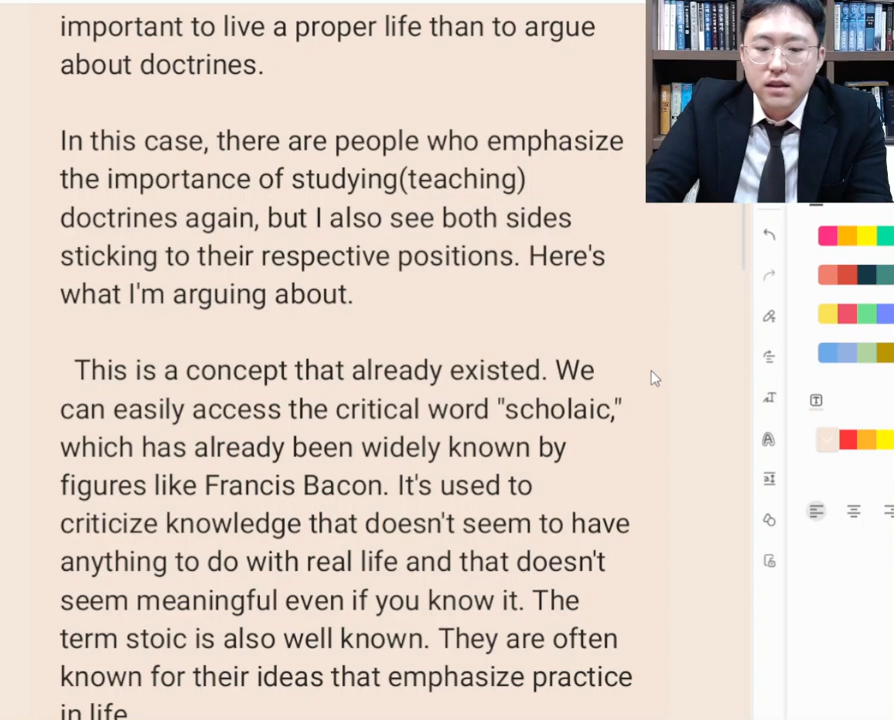 important to live a proper life than to argue
about doctrines.
In this case, there are people who emphasize
the importance of studying(teaching)
doctrines again, but I also see both sides
sticking to their respective positions. Here's
what I'm arguing about.
This is a concept that already existed. We
can easily access the critical word "scholaic,"
which has already been widely known by
figures like Francis Bacon. It's used to
criticize knowledge that doesn't seem to have
anything to do with real life and that doesn't
seem meaningful even if you know it. The
term stoic is also well known. They are often
known for their ideas that emphasize practice
in life